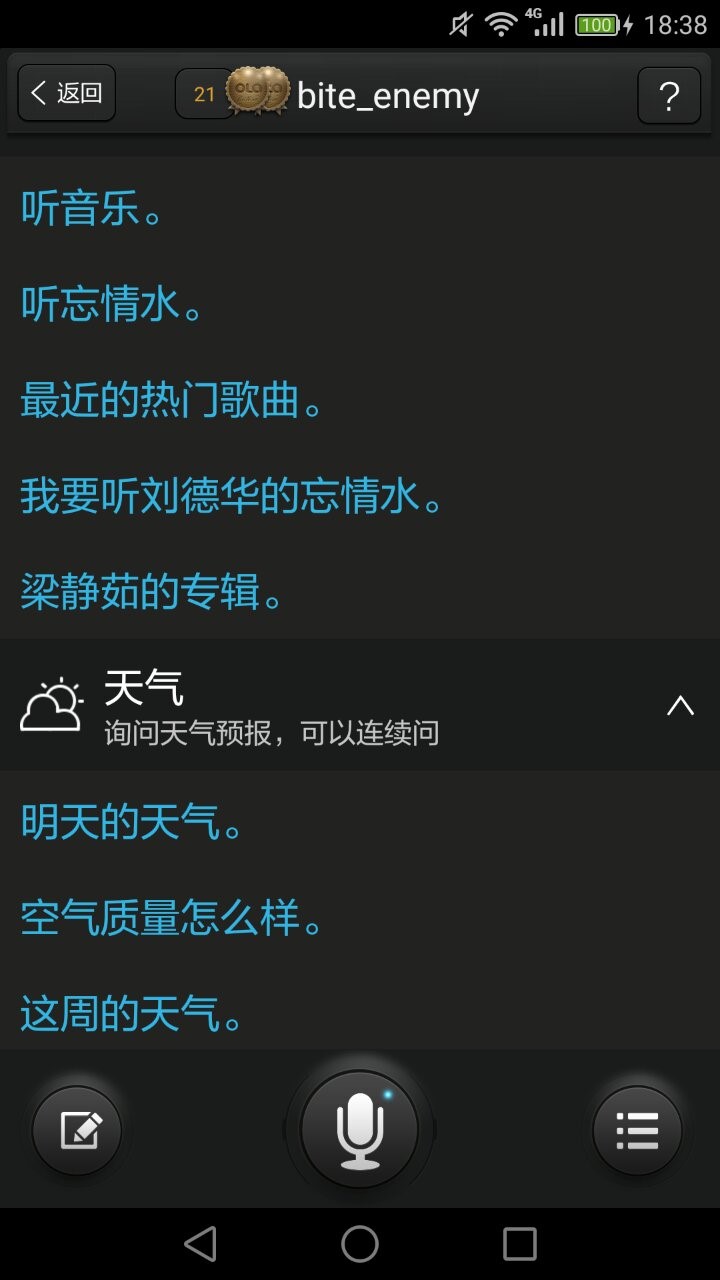 4G 100 18:38
返回 21 bite_enemy ?
听音乐。
听忘情水。
最近的热门歌曲。
我要听刘德华的忘情水。
梁静茹的专辑。
天气
询问天气预报，可以连续问
明天的天气。
空气质量怎么样。
这周的天气。